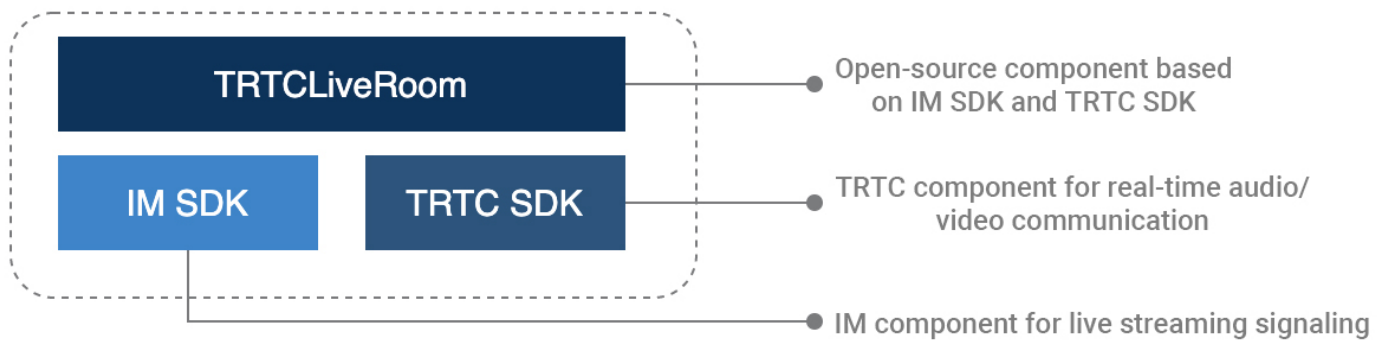 TRTCLiveRoom
Open-source component based
on IM SDK and TRTC SDK
IM SDK
TRTC SDK
TRTC component for real-time audio/
video communication
IM component for live streaming signaling